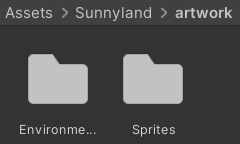 Assets > Sunnyland > artwork
Environme... Sprites